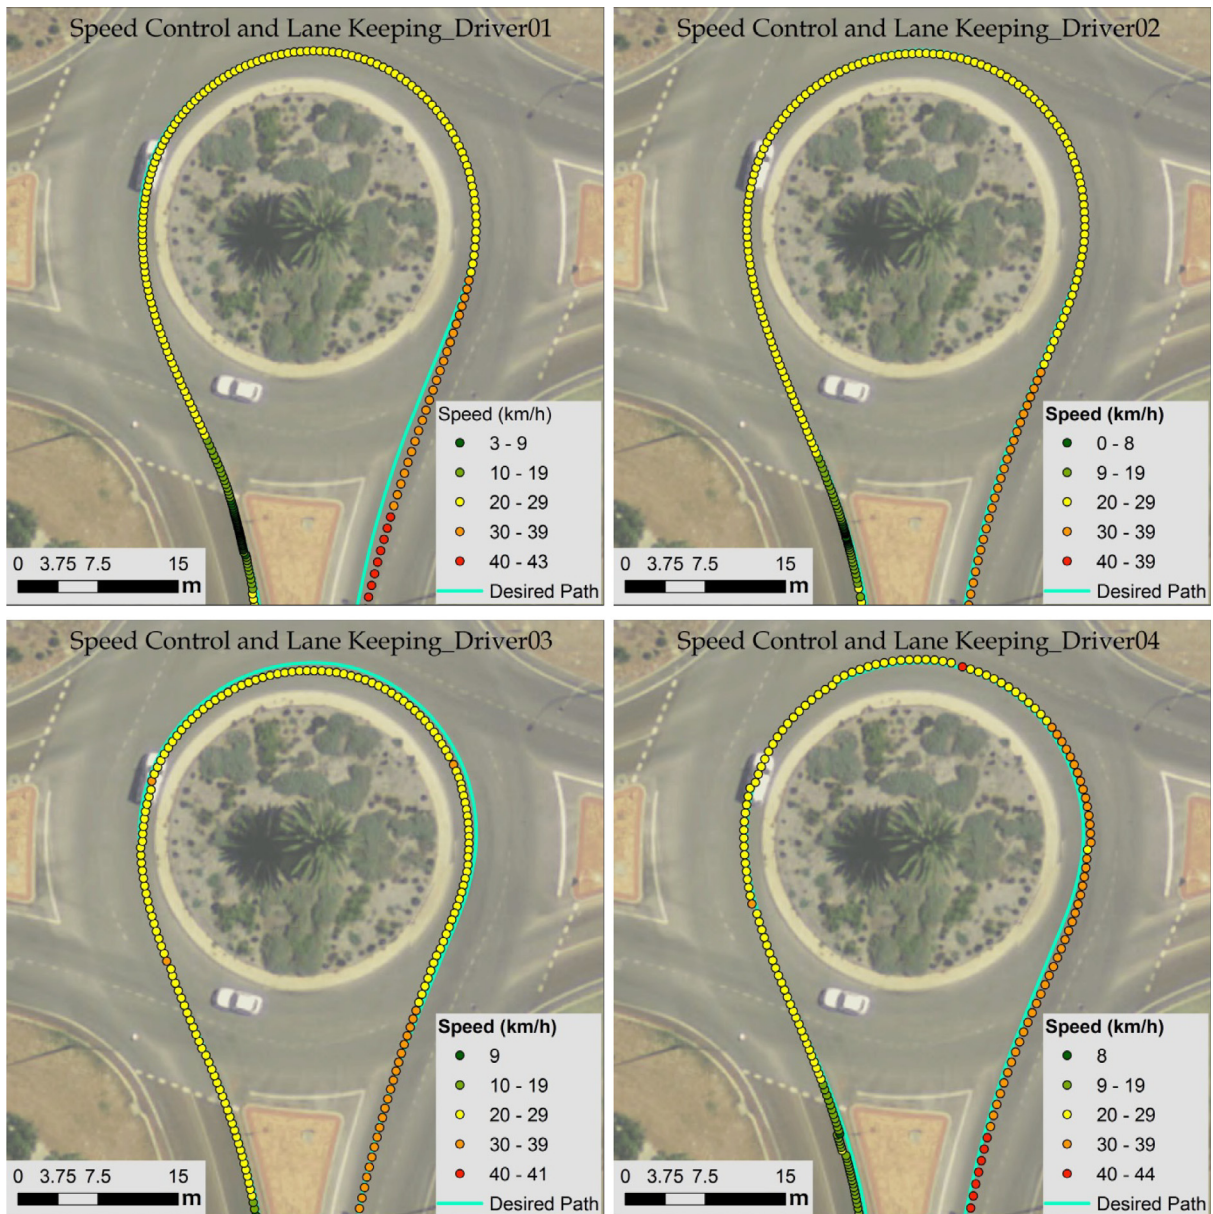 Speed Control and Lane Keeping_Driver01
Speed (km/h)
3 - 9
10 - 19
20 - 29
30 - 39
40 - 43
Desired Path
0 3.75 7.5 15
m
Speed Control and Lane Keeping_Driver02
Speed (km/h)
0 - 8
9 - 19
20 - 29
30 - 39
40 - 39
Desired Path
0 3.75 7.5 15
m
Speed Control and Lane Keeping_Driver03
Speed (km/h)
9
10 - 19
20 - 29
30 - 39
40 - 41
Desired Path
0 3.75 7.5 15
m
Speed Control and Lane Keeping_Driver04
Speed (km/h)
8
9 - 19
20 - 29
30 - 39
40 - 44
Desired Path
0 3.75 7.5 15
m